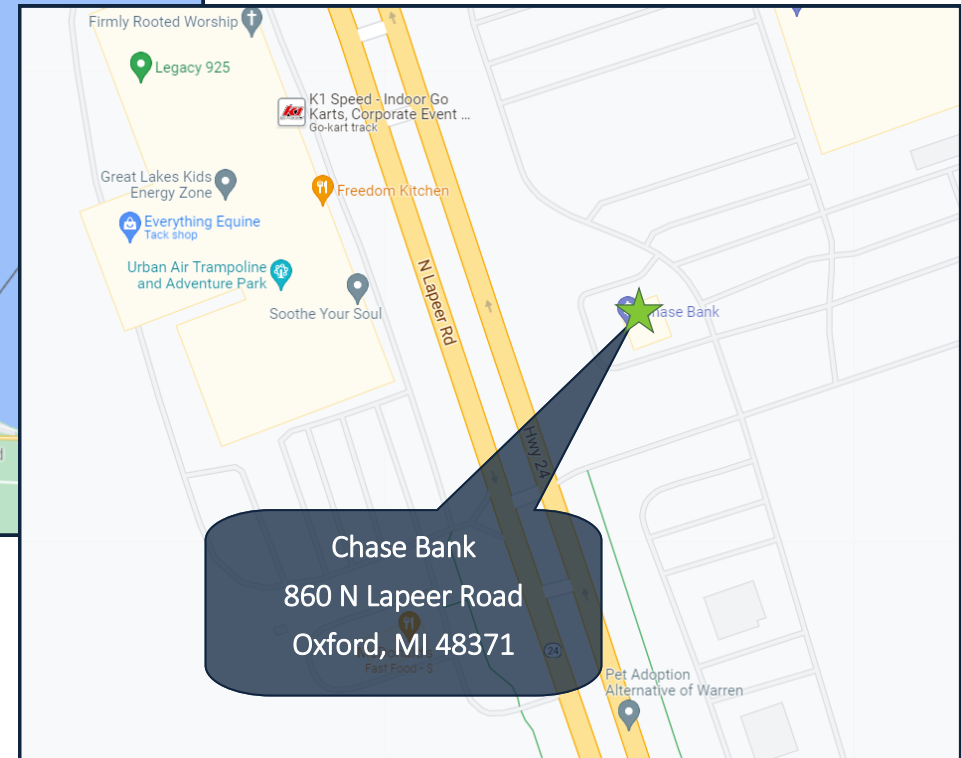 Firmly Rooted Worship
Legacy 925
K1 Speed - Indoor Go
Karts, Corporate Event ...
Go-kart track
Great Lakes Kids
Energy Zone
Freedom Kitchen
Everything Equine
Tack shop
Urban Air Trampoline
and Adventure Park
Soothe Your Soul
N Lapeer Rd
Chase Bank
Hwy 24
Chase Bank
860 N Lapeer Road
Oxford, MI 48371
Fast Food - S
24
Pet Adoption
Alternative of Warren